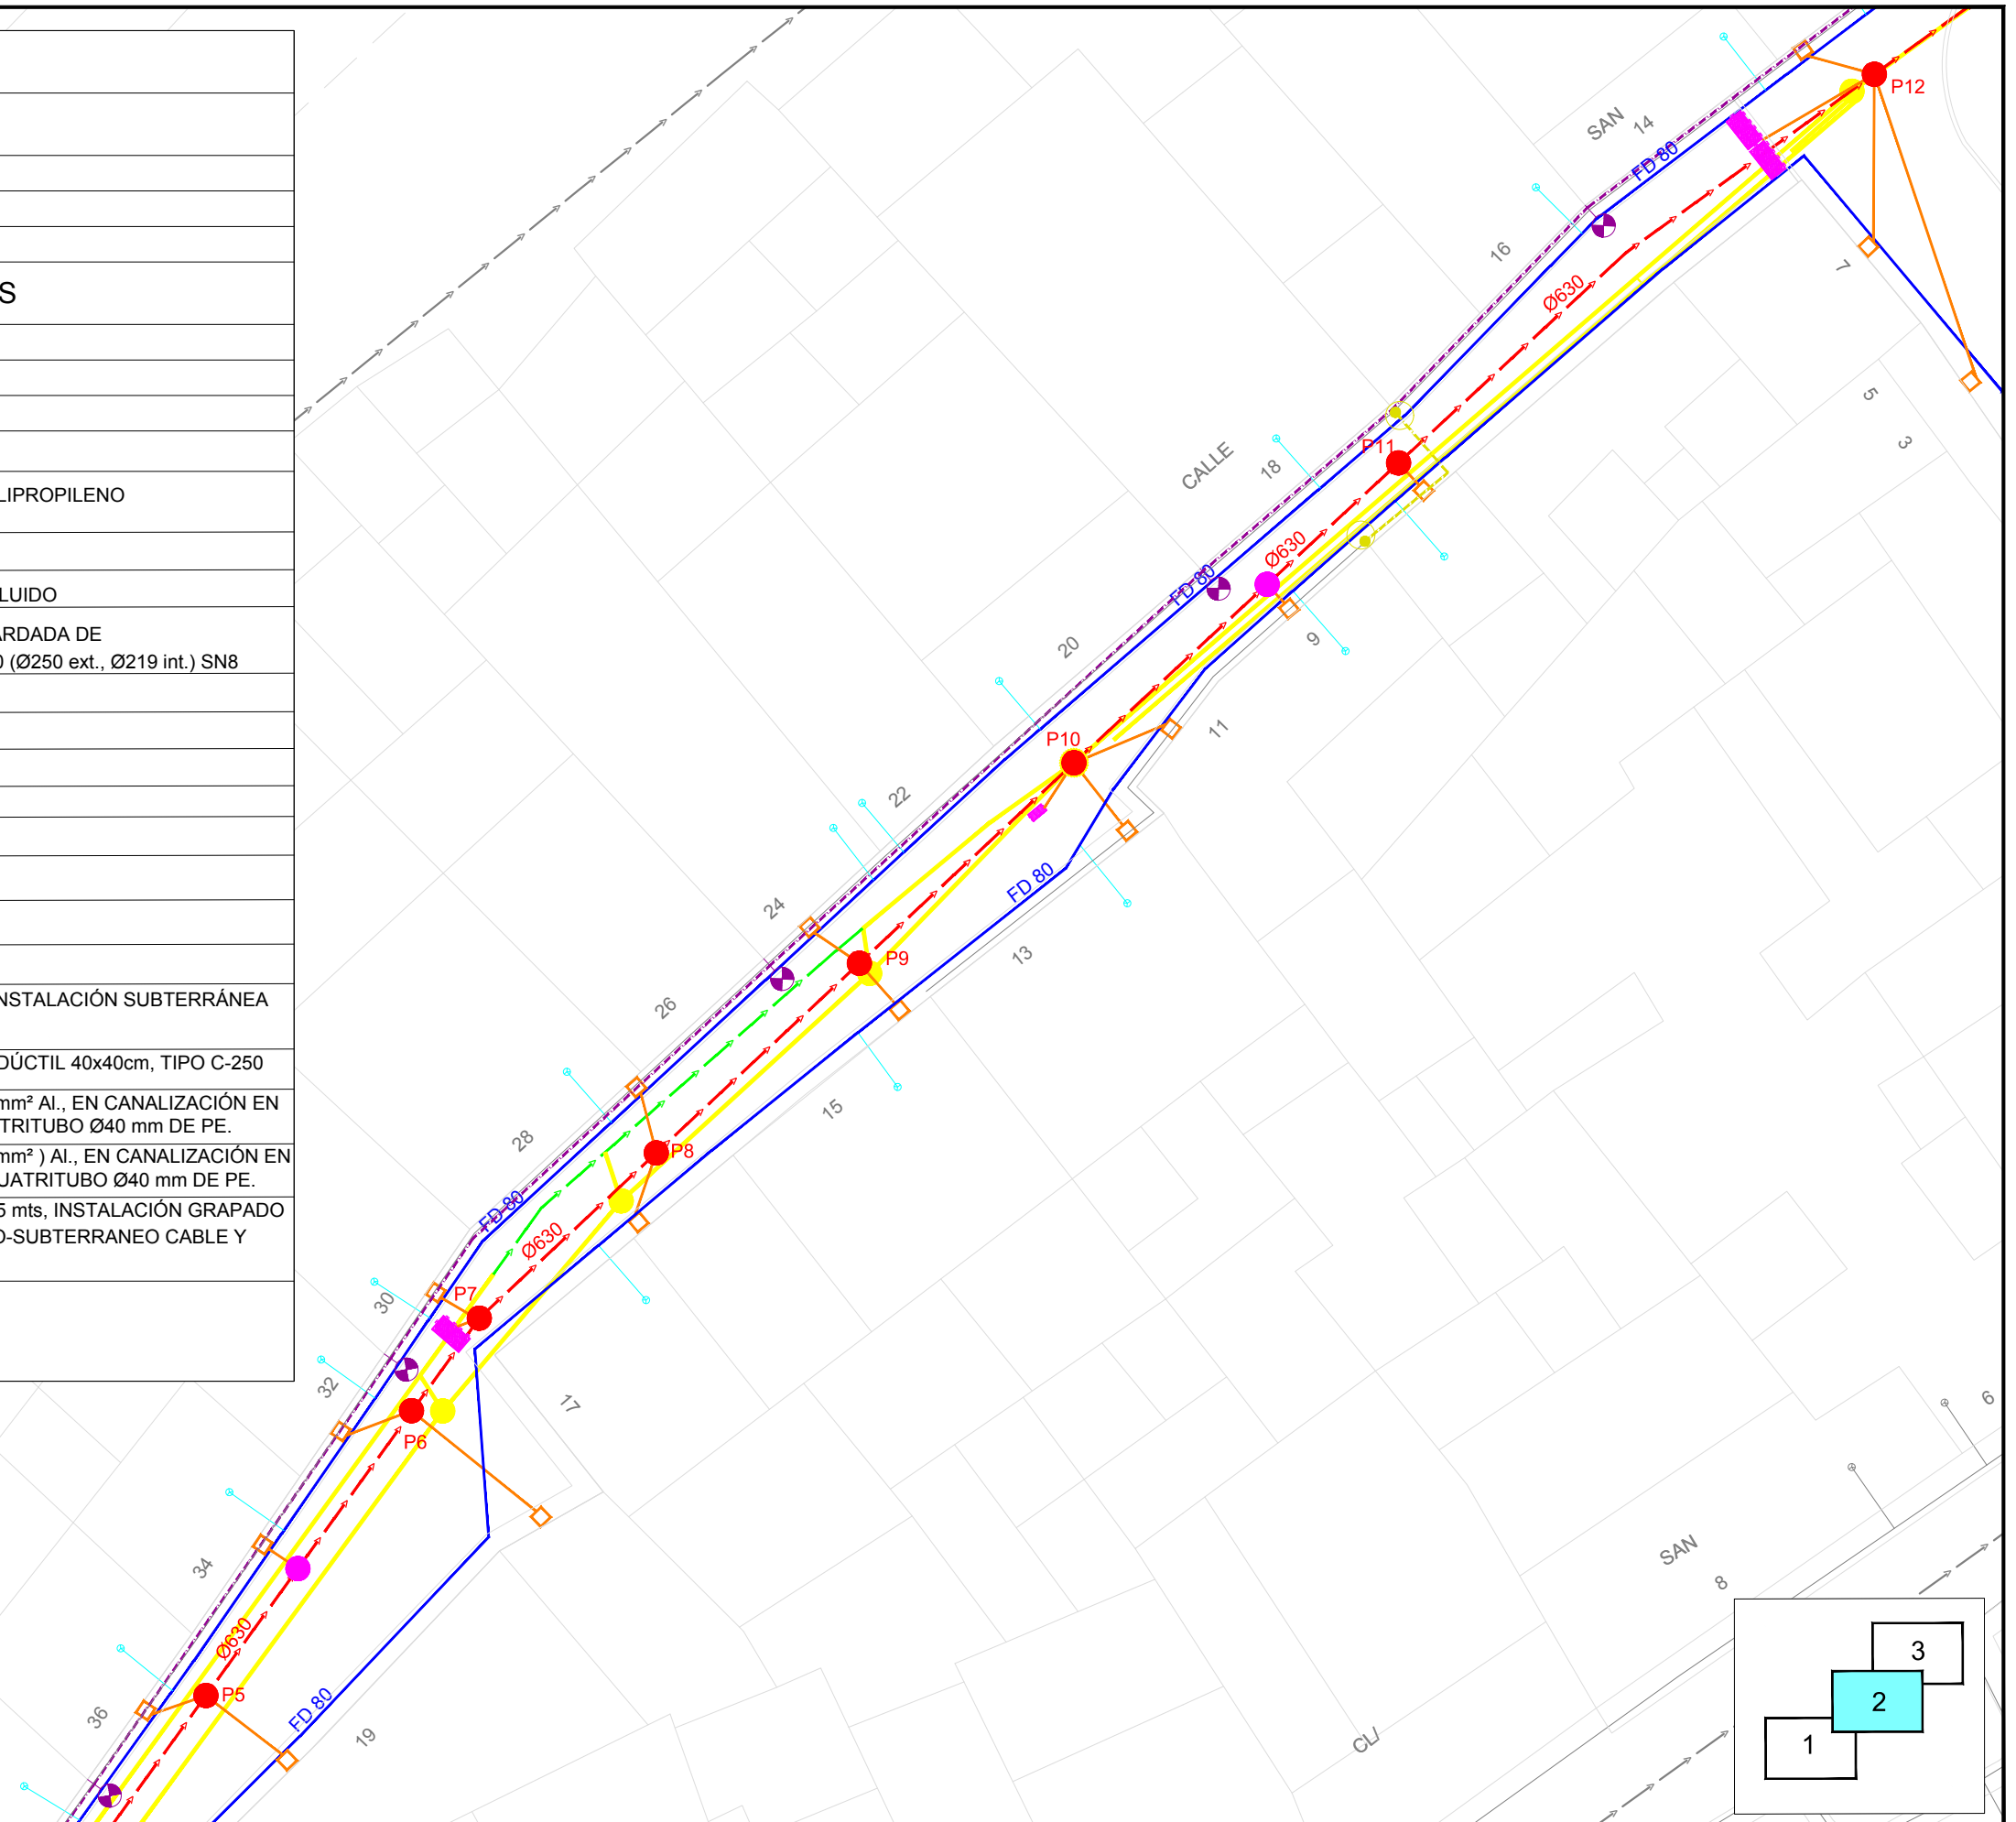 S
LIPROPILENO
LUIDO
ARDADA DE
0 (Ø250 ext., Ø219 int.) SN8
NSTALACIÓN SUBTERRÁNEA
DÚCTIL 40x40cm, TIPO C-250
mm² Al., EN CANALIZACIÓN EN
TRITUBO Ø40 mm DE PE.
mm² ) Al., EN CANALIZACIÓN EN
UATRITUBO Ø40 mm DE PE.
5 mts, INSTALACIÓN GRAPADO
O-SUBTERRANEO CABLE Y
P12
SAN
14
FD 80
16
7
Ø630
5
3
P11
CALLE
18
Ø630
FD 80
9
20
11
P10
22
FD 80
24
13
P9
26
15
28
P8
FD 80
Ø630
30
P7
32
17
P6
6
34
SAN
8
Ø630
P5
36
FD 80
19
CL/
3
2
1